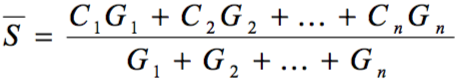 S̅ = (C₁G₁ + C₂G₂ + ... + CₙGₙ) / (G₁ + G₂ + ... + Gₙ)